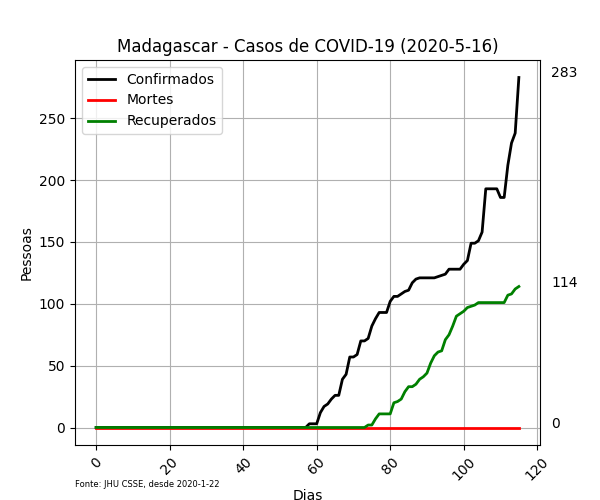 Madagascar - Casos de COVID-19 (2020-5-16)
Confirmados
Mortes
Recuperados
283
114
0
Pessoas
250
200
150
100
50
0
0 20 40 60 80 100 120
Fonte: JHU CSSE, desde 2020-1-22
Dias